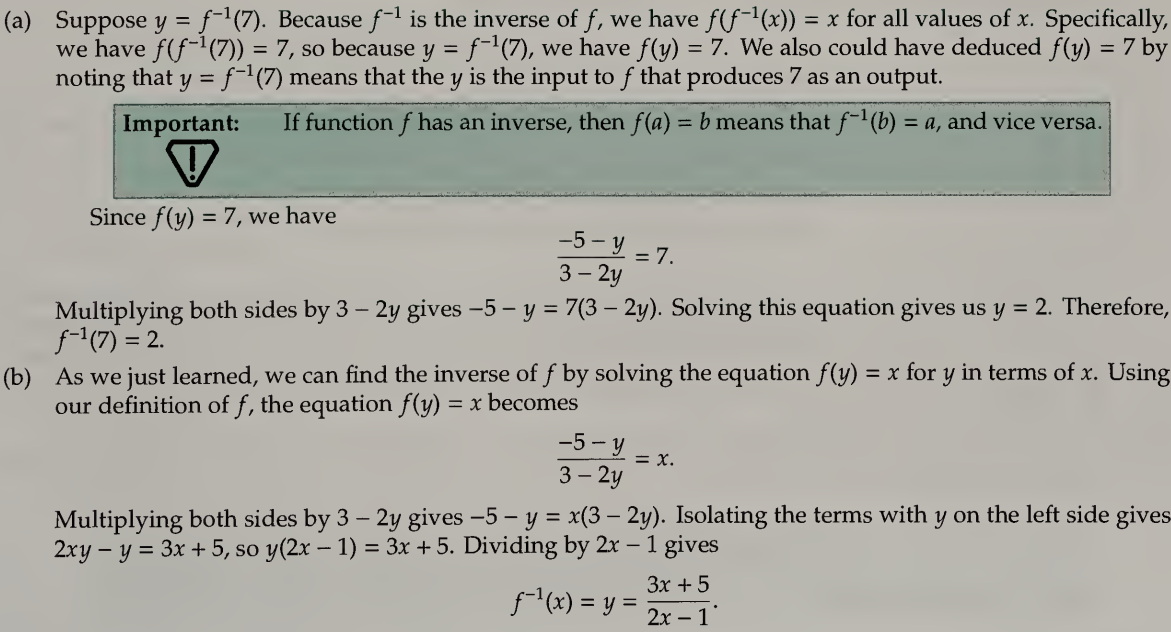 (a) Suppose y = f⁻¹(7). Because f⁻¹ is the inverse of f, we have f(f⁻¹(x)) = x for all values of x. Specifically,
we have f(f⁻¹(7)) = 7, so because y = f⁻¹(7), we have f(y) = 7. We also could have deduced f(y) = 7 by
noting that y = f⁻¹(7) means that the y is the input to f that produces 7 as an output.
Important: If function f has an inverse, then f(a) = b means that f⁻¹(b) = a, and vice versa.
!
Since f(y) = 7, we have
−5 − y
3 − 2y
= 7.
Multiplying both sides by 3 − 2y gives −5 − y = 7(3 − 2y). Solving this equation gives us y = 2. Therefore,
f⁻¹(7) = 2.
(b) As we just learned, we can find the inverse of f by solving the equation f(y) = x for y in terms of x. Using
our definition of f, the equation f(y) = x becomes
−5 − y
3 − 2y
= x.
Multiplying both sides by 3 − 2y gives −5 − y = x(3 − 2y). Isolating the terms with y on the left side gives
2xy − y = 3x + 5, so y(2x − 1) = 3x + 5. Dividing by 2x − 1 gives
f⁻¹(x) = y =
3x + 5
2x − 1
.